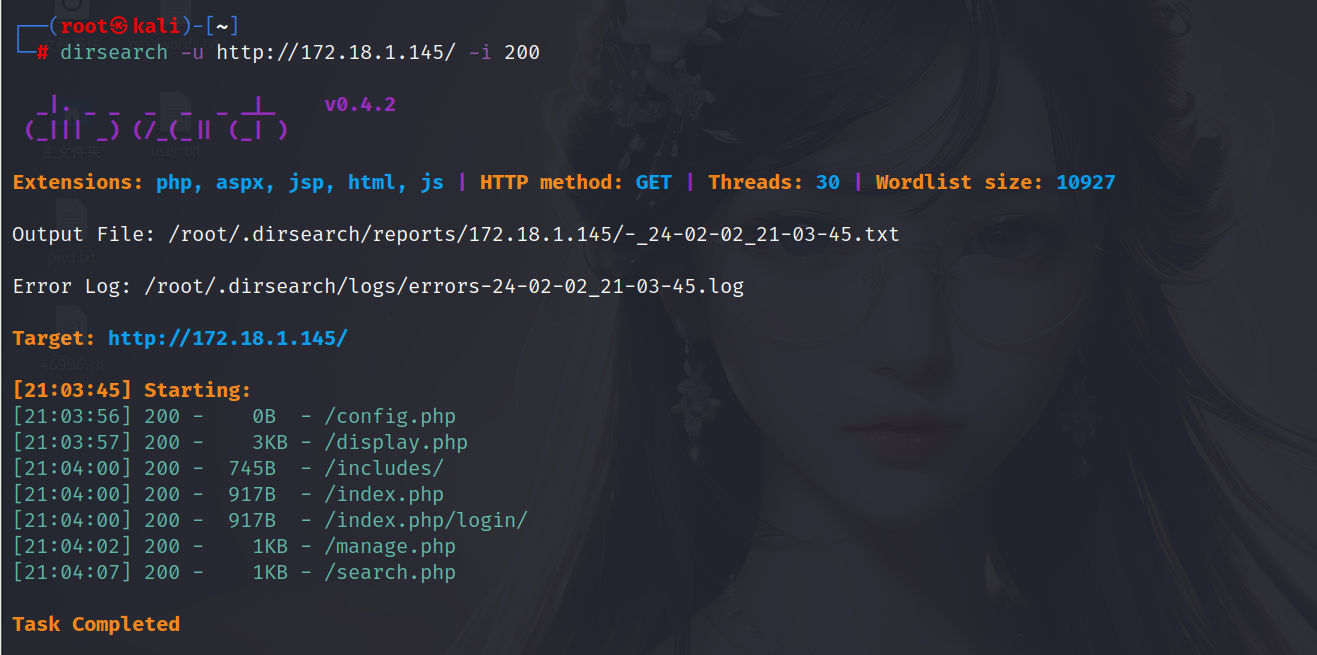 ┌──(root㉿kali)-[~]
└─# dirsearch -u http://172.18.1.145/ -i 200
_|. _ _ _ _ _ _|_ v0.4.2
(_||| _) (/_(_|| (_| )
Extensions: php, aspx, jsp, html, js | HTTP method: GET | Threads: 30 | Wordlist size: 10927
Output File: /root/.dirsearch/reports/172.18.1.145/-_24-02-02_21-03-45.txt
pwd.txt
Error Log: /root/.dirsearch/logs/errors-24-02-02_21-03-45.log
Target: http://172.18.1.145/
46996.sh
[21:03:45] Starting:
[21:03:56] 200 - 0B - /config.php
[21:03:57] 200 - 3KB - /display.php
[21:04:00] 200 - 745B - /includes/
[21:04:00] 200 - 917B - /index.php
[21:04:00] 200 - 917B - /index.php/login/
[21:04:02] 200 - 1KB - /manage.php
[21:04:07] 200 - 1KB - /search.php
Task Completed